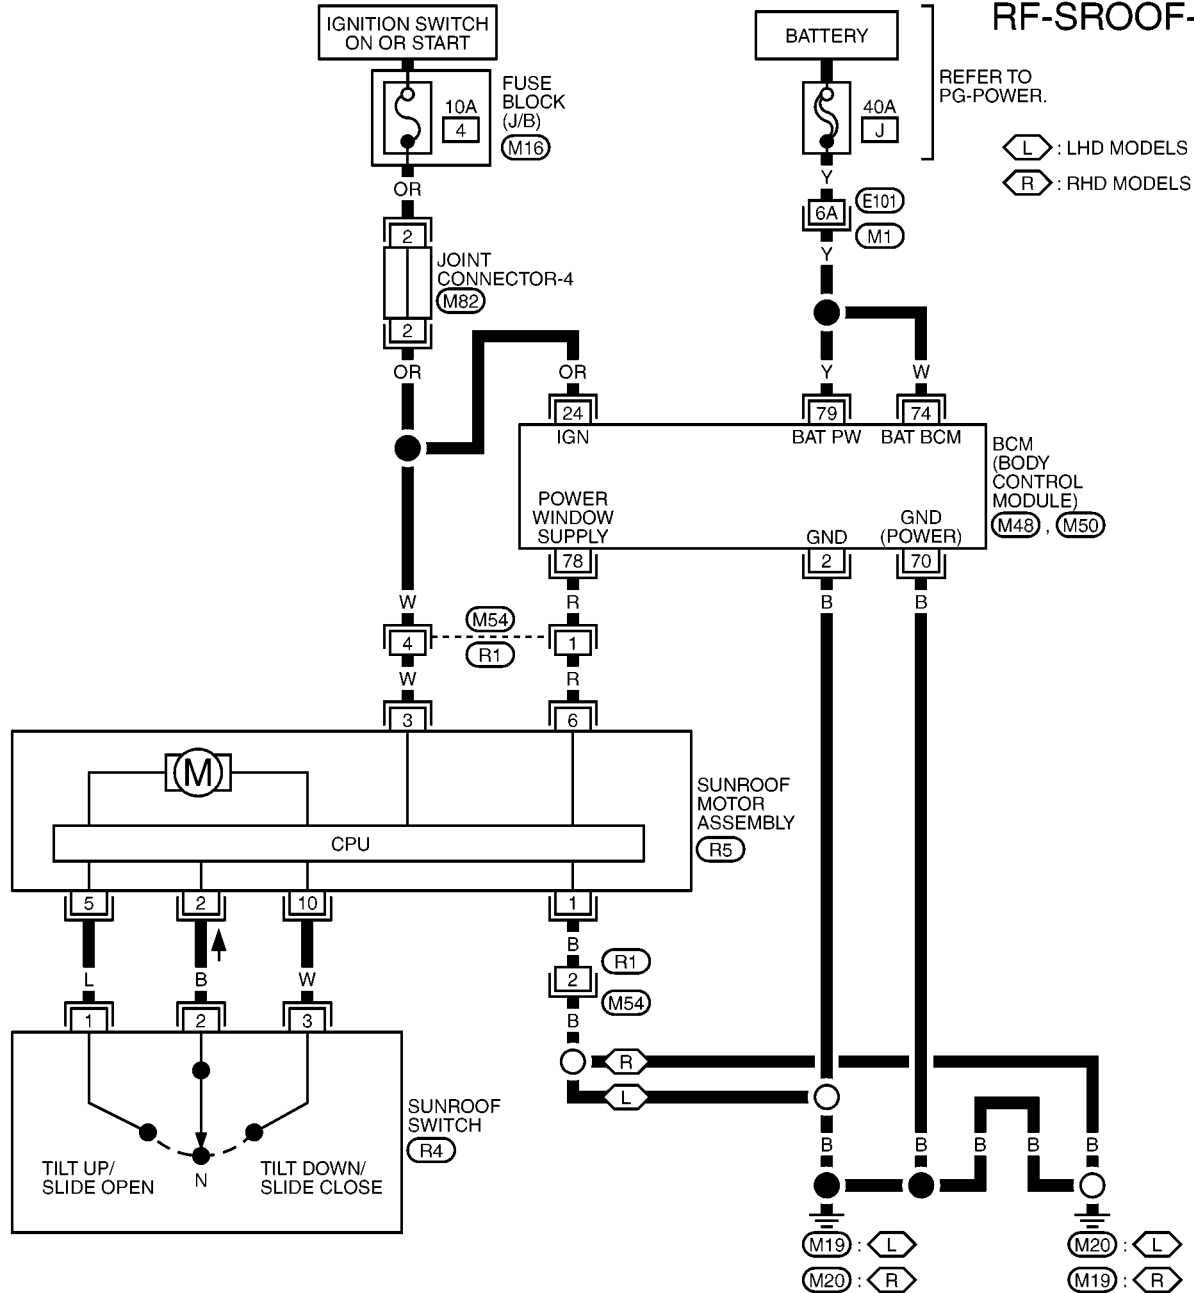 RF-SROOF-
IGNITION SWITCH
ON OR START
BATTERY
FUSE
BLOCK
(J/B)
M16
10A
4
40A
J
REFER TO
PG-POWER.
L : LHD MODELS
R : RHD MODELS
OR
Y
6A
E101
M1
2
JOINT
CONNECTOR-4
M82
2
Y
OR
OR
Y
W
24
79
74
IGN
BAT PW
BAT BCM
BCM
(BODY
CONTROL
MODULE)
M48 , M50
POWER
WINDOW
SUPPLY
GND
GND
(POWER)
78
2
70
W
R
B
B
M54
4
1
R1
W
R
3
6
M
CPU
SUNROOF
MOTOR
ASSEMBLY
R5
5
2
10
1
B
R1
2
M54
L
B
W
1
2
3
B
R
L
SUNROOF
SWITCH
R4
TILT UP/
SLIDE OPEN
N
TILT DOWN/
SLIDE CLOSE
B
B
B
B
B
M19 : L
M20 : R
M20 : L
M19 : R